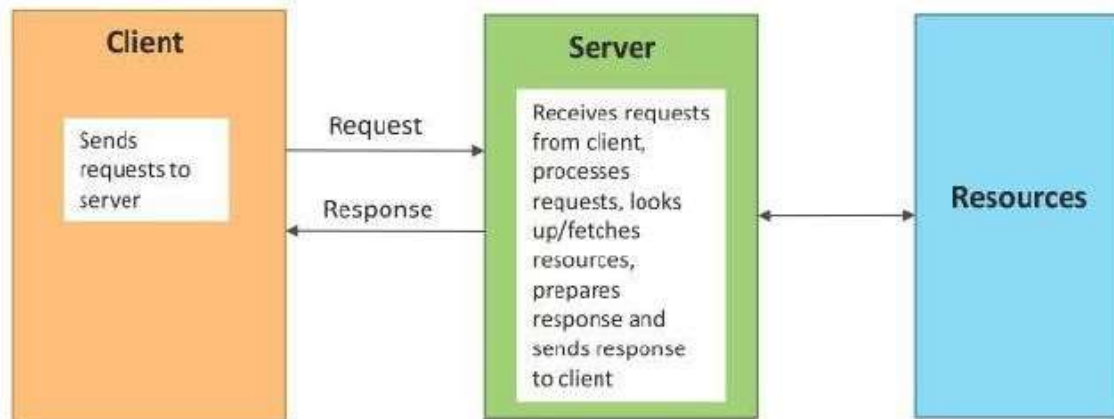 Client
Sends
requests to
server
Request
Response
Server
Receives requests
from client,
processes
requests, looks
up/fetches
resources,
prepares
response and
sends response
to client
Resources